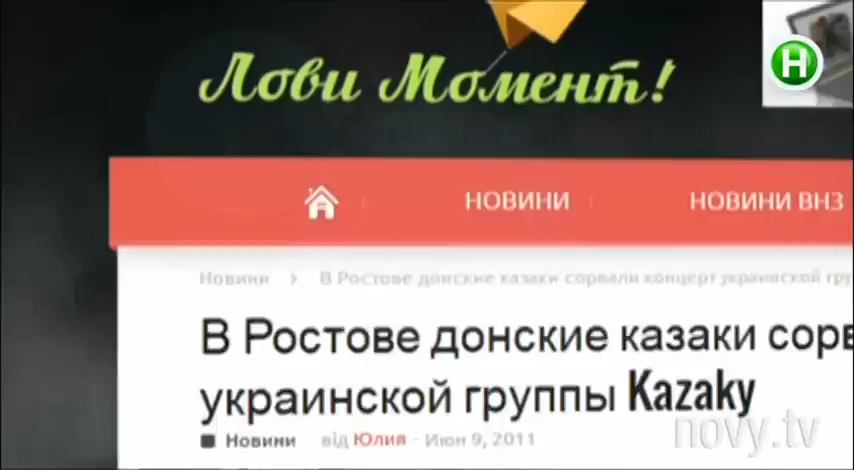 Лови Момент!
Н
НОВИНИ
НОВИНИ ВНЗ
Новини > В Ростове донские казаки сорвали концерт украинской гру
В Ростове донские казаки сорв
украинской группы Kazaky
Новини від Юлия - Июн 9, 2011
novy.tv